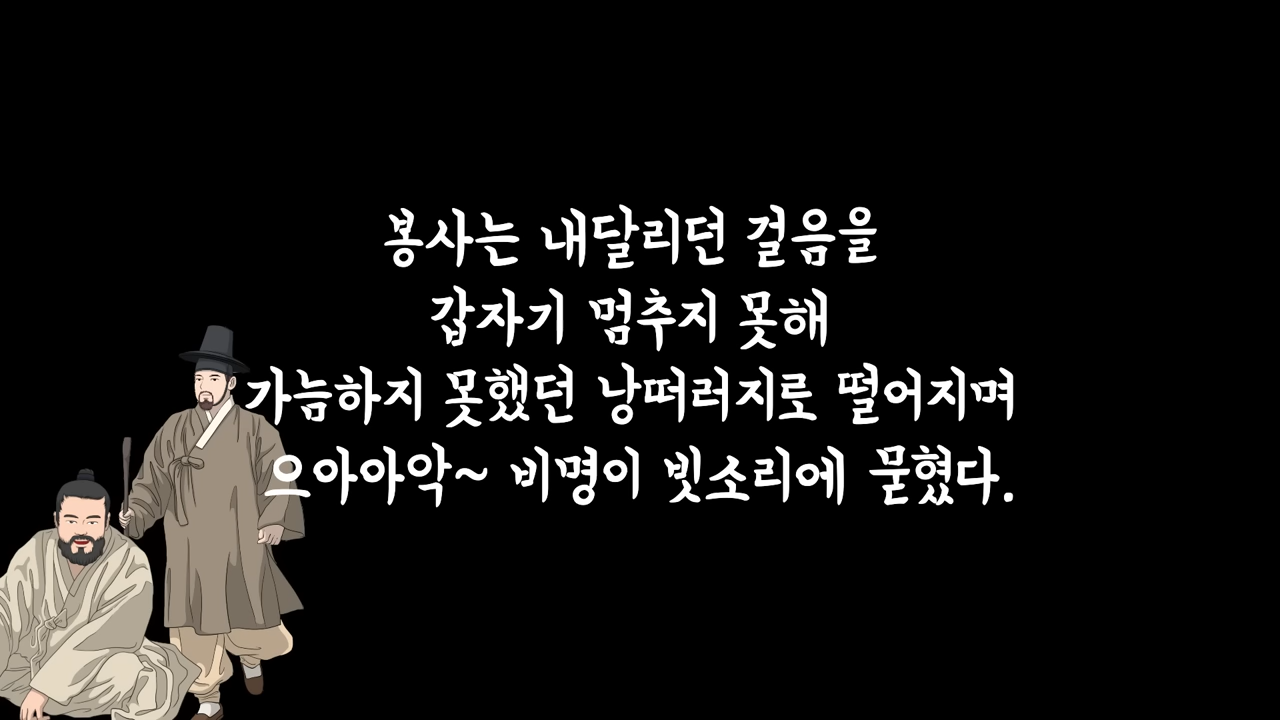 봉사는 내달리던 걸음을
갑자기 멈추지 못해
가늠하지 못했던 낭떠러지로 떨어지며
으아아악~ 비명이 빗소리에 묻혔다.